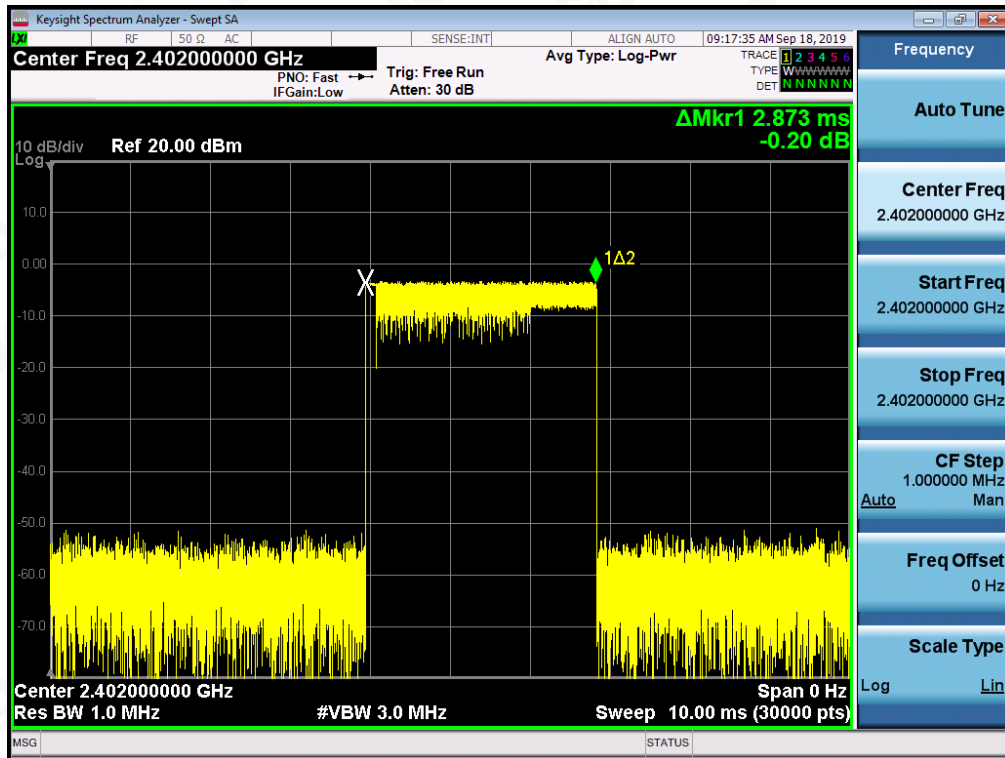 Keysight Spectrum Analyzer - Swept SA
LXI RF 50 Ω AC SENSE:INT ALIGN AUTO 09:17:35 AM Sep 18, 2019
Center Freq 2.402000000 GHz
PNO: Fast
IFGain:Low
Trig: Free Run
Atten: 30 dB
Avg Type: Log-Pwr
TRACE 1 2 3 4 5 6
TYPE WWWWWW
DET N N N N N N
ΔMkr1 2.873 ms
-0.20 dB
10 dB/div Ref 20.00 dBm
Log
10.0
0.00
-10.0
-20.0
-30.0
-40.0
-50.0
-60.0
-70.0
1Δ2
X
Center 2.402000000 GHz Span 0 Hz
Res BW 1.0 MHz #VBW 3.0 MHz Sweep 10.00 ms (30000 pts)
MSG STATUS
Frequency
Auto Tune
Center Freq
2.402000000 GHz
Start Freq
2.402000000 GHz
Stop Freq
2.402000000 GHz
CF Step
1.000000 MHz
Auto Man
Freq Offset
0 Hz
Scale Type
Log Lin